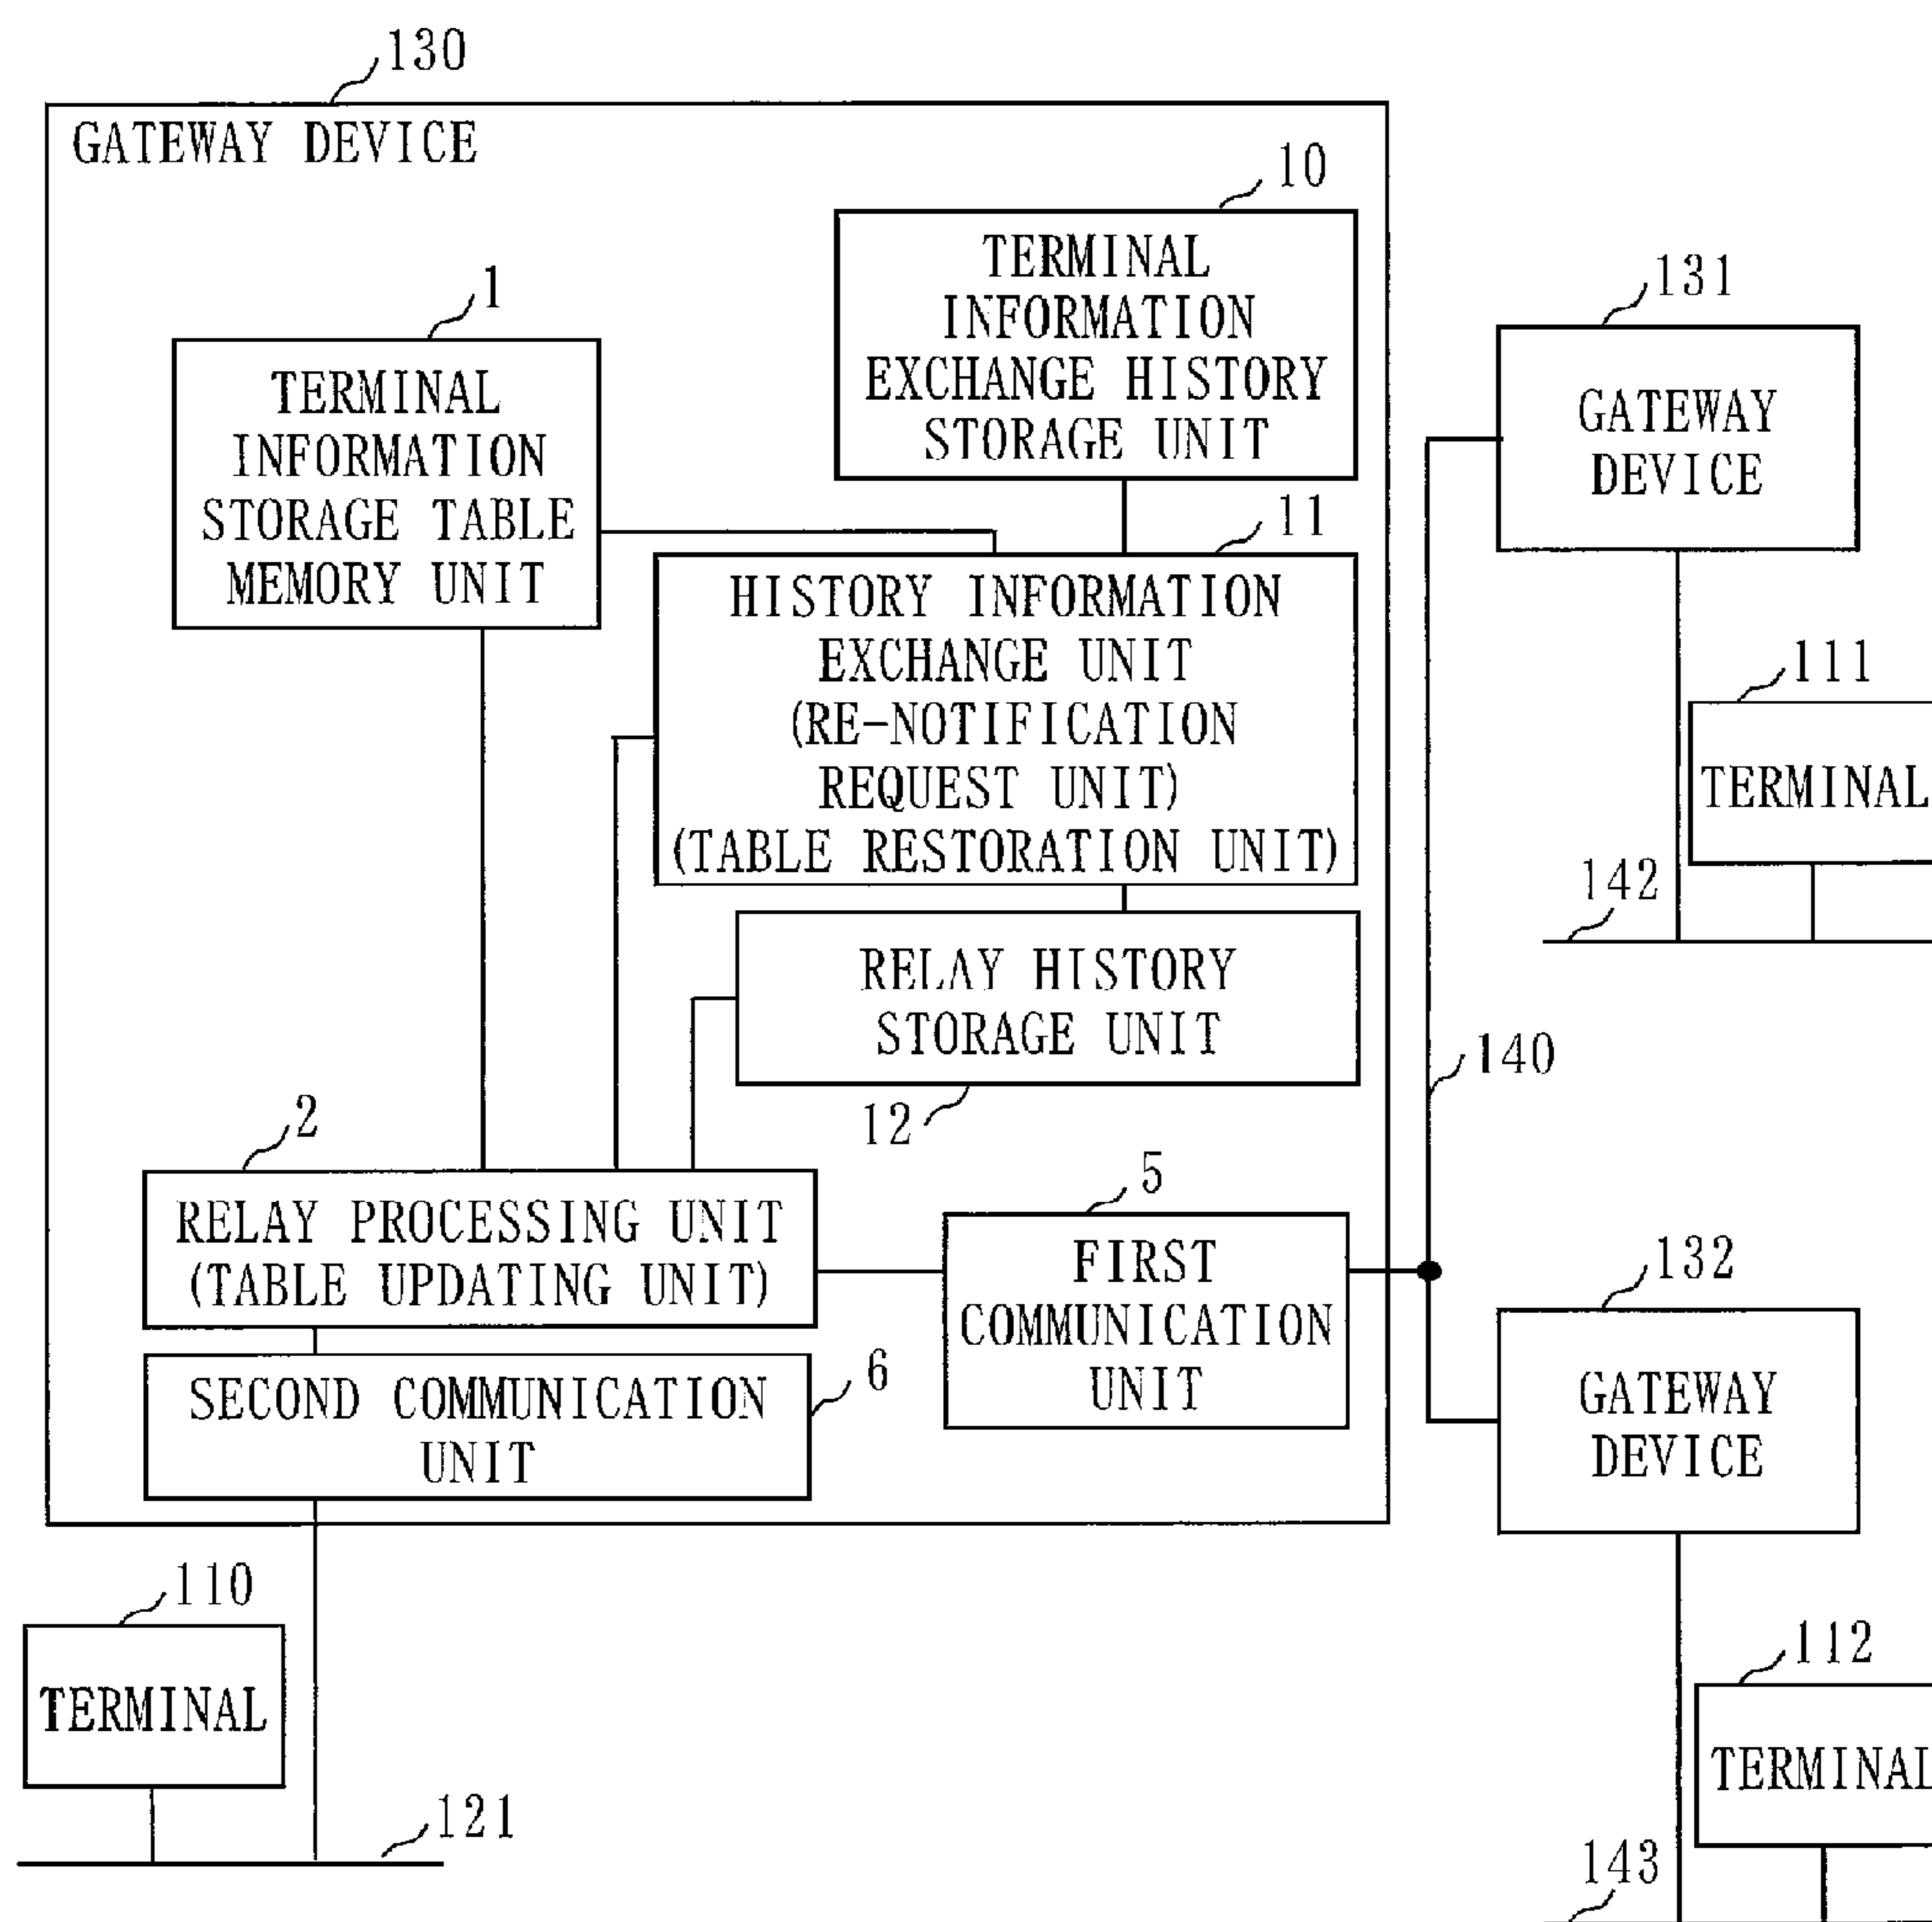 130
GATEWAY DEVICE
10
TERMINAL
INFORMATION
EXCHANGE HISTORY
STORAGE UNIT
1
TERMINAL
INFORMATION
STORAGE TABLE
MEMORY UNIT
11
HISTORY INFORMATION
EXCHANGE UNIT
(RE-NOTIFICATION
REQUEST UNIT)
(TABLE RESTORATION UNIT)
RELAY HISTORY
STORAGE UNIT
12
2
RELAY PROCESSING UNIT
(TABLE UPDATING UNIT)
5
FIRST
COMMUNICATION
UNIT
6
SECOND COMMUNICATION
UNIT
131
GATEWAY
DEVICE
111
TERMINAL
142
140
132
GATEWAY
DEVICE
110
TERMINAL
121
112
TERMINAL
143